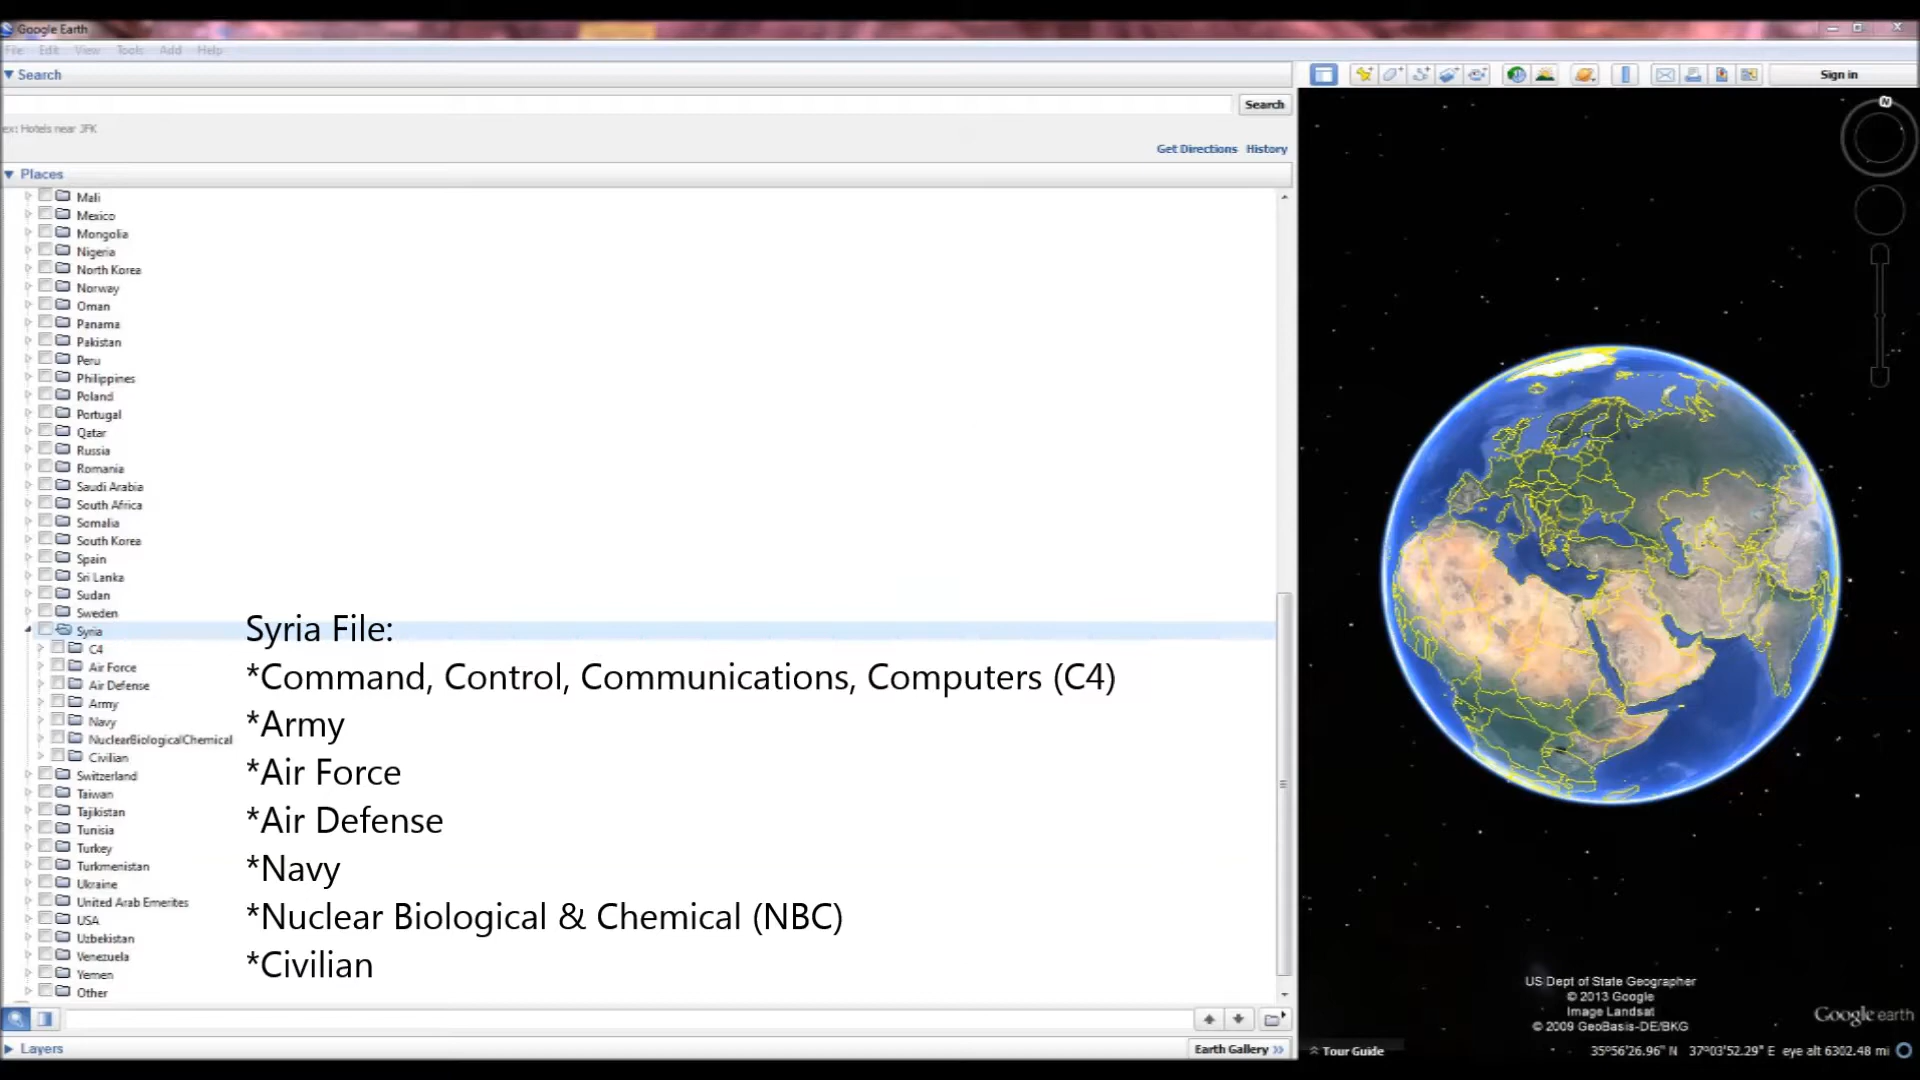 Google Earth
File Edit View Tools Add Help
Search
Sign in
Search
ex: Hotels near JFK
Get Directions History
Places
N
Mali
Mexico
Mongolia
Nigeria
North Korea
Norway
Oman
Panama
Pakistan
Peru
Philippines
Poland
Portugal
Qatar
Russia
Romania
Saudi Arabia
South Africa
Somalia
South Korea
Spain
Sri Lanka
Sudan
Sweden
Syria
C4
Air Force
Air Defense
Army
Navy
NuclearBiologicalChemical
Civilian
Switzerland
Taiwan
Tajikistan
Tunisia
Turkey
Turkmenistan
Ukraine
United Arab Emerites
USA
Uzbekistan
Venezuela
Yemen
Other
Syria File:
*Command, Control, Communications, Computers (C4)
*Army
*Air Force
*Air Defense
*Navy
*Nuclear Biological & Chemical (NBC)
*Civilian
US Dept of State Geographer
© 2013 Google
Image Landsat
© 2009 GeoBasis-DE/BKG
Google earth
Layers
Earth Gallery »
Tour Guide
35°56'26.96" N 37°03'52.29" E eye alt 6302.48 mi